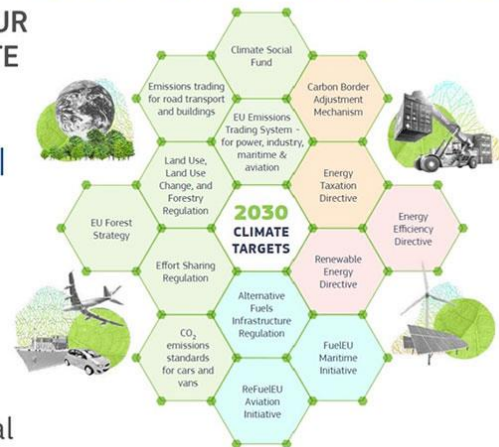 UR
TE
Climate Social
Fund
Emissions trading
for road transport
and buildings
Carbon Border
Adjustment
Mechanism
EU Emissions
Trading System -
for power, industry,
maritime &
aviation
Land Use,
Land Use
Change, and
Forestry
Regulation
Energy
Taxation
Directive
EU Forest
Strategy
2030
CLIMATE
TARGETS
Energy
Efficiency
Directive
Effort Sharing
Regulation
Renewable
Energy
Directive
Alternative
Fuels
Infrastructure
Regulation
CO₂
emissions
standards
for cars and
vans
FuelEU
Maritime
Initiative
ReFuelEU
Aviation
Initiative
al